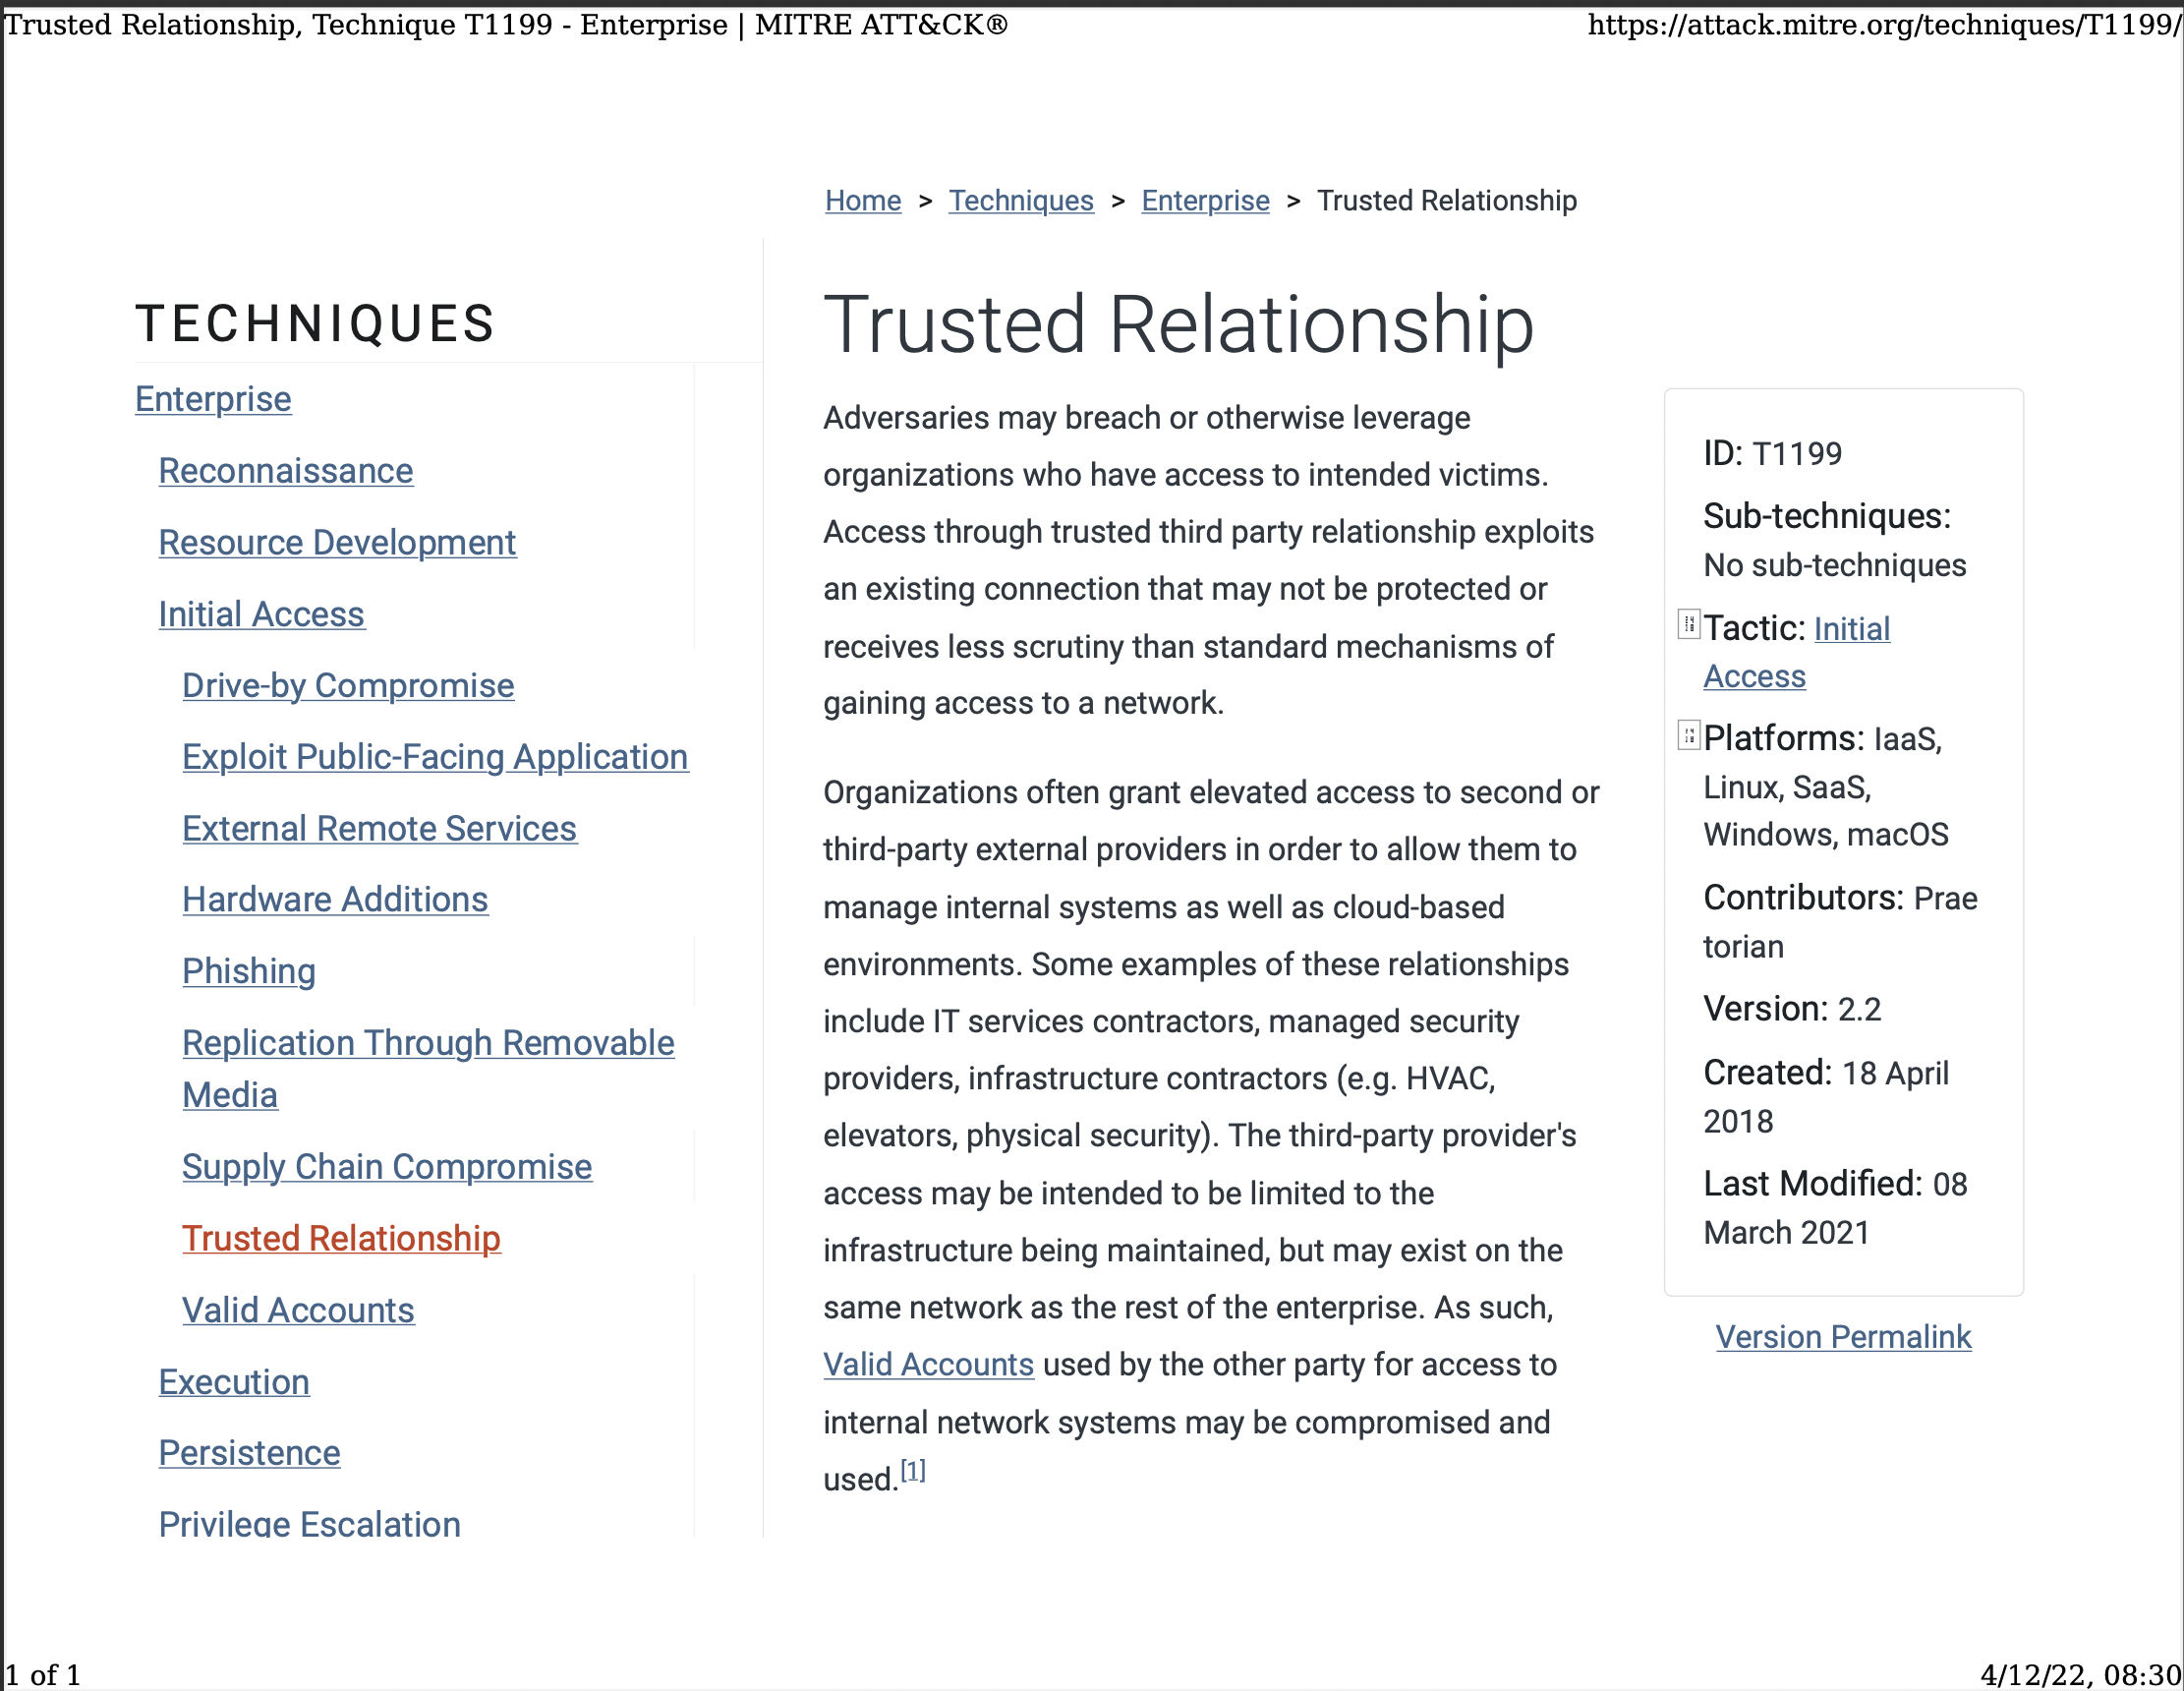 Trusted Relationship, Technique T1199 - Enterprise | MITRE ATT&CK®
https://attack.mitre.org/techniques/T1199/
Home > Techniques > Enterprise > Trusted Relationship
TECHNIQUES
Enterprise
Reconnaissance
Resource Development
Initial Access
Drive-by Compromise
Exploit Public-Facing Application
External Remote Services
Hardware Additions
Phishing
Replication Through Removable
Media
Supply Chain Compromise
Trusted Relationship
Valid Accounts
Execution
Persistence
Privilege Escalation
Trusted Relationship
Adversaries may breach or otherwise leverage
organizations who have access to intended victims.
Access through trusted third party relationship exploits
an existing connection that may not be protected or
receives less scrutiny than standard mechanisms of
gaining access to a network.
Organizations often grant elevated access to second or
third-party external providers in order to allow them to
manage internal systems as well as cloud-based
environments. Some examples of these relationships
include IT services contractors, managed security
providers, infrastructure contractors (e.g. HVAC,
elevators, physical security). The third-party provider's
access may be intended to be limited to the
infrastructure being maintained, but may exist on the
same network as the rest of the enterprise. As such,
Valid Accounts used by the other party for access to
internal network systems may be compromised and
used.[1]
ID: T1199
Sub-techniques:
No sub-techniques
Tactic: Initial
Access
Platforms: IaaS,
Linux, SaaS,
Windows, macOS
Contributors: Prae
torian
Version: 2.2
Created: 18 April
2018
Last Modified: 08
March 2021
Version Permalink
1 of 1
4/12/22, 08:30